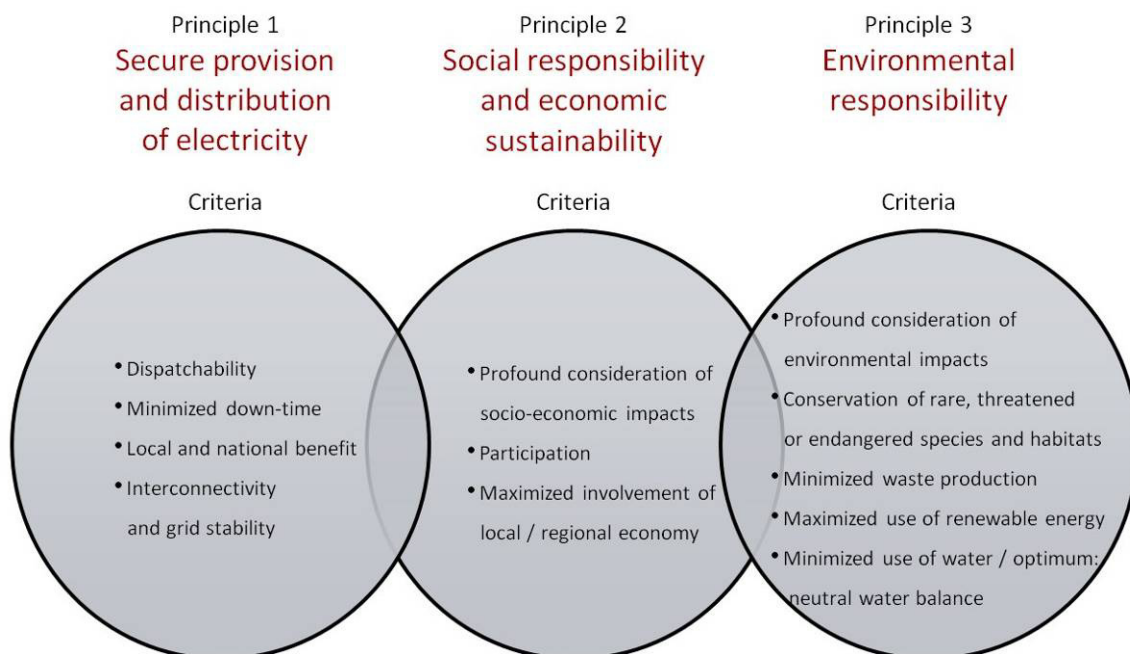 Principle 1
Secure provision
and distribution
of electricity
Criteria
• Dispatchability
• Minimized down-time
• Local and national benefit
• Interconnectivity
and grid stability
Principle 2
Social responsibility
and economic
sustainability
Criteria
• Profound consideration of
socio-economic impacts
• Participation
• Maximized involvement of
local / regional economy
Principle 3
Environmental
responsibility
Criteria
• Profound consideration of
environmental impacts
• Conservation of rare, threatened
or endangered species and habitats
• Minimized waste production
• Maximized use of renewable energy
• Minimized use of water / optimum:
neutral water balance